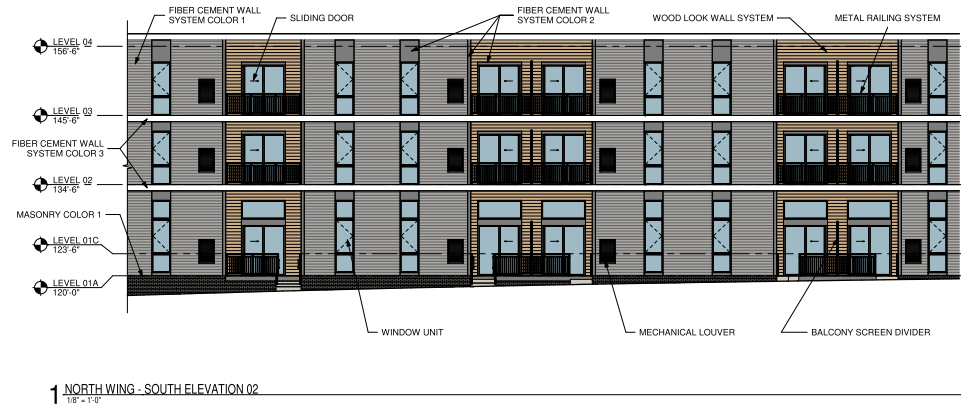 FIBER CEMENT WALL
SYSTEM COLOR 1
SLIDING DOOR
FIBER CEMENT WALL
SYSTEM COLOR 2
WOOD LOOK WALL SYSTEM
METAL RAILING SYSTEM
LEVEL 04
156'-6"
LEVEL 03
145'-6"
FIBER CEMENT WALL
SYSTEM COLOR 3
LEVEL 02
134'-6"
MASONRY COLOR 1
LEVEL 01C
123'-6"
LEVEL 01A
120'-0"
WINDOW UNIT
MECHANICAL LOUVER
BALCONY SCREEN DIVIDER
1 NORTH WING - SOUTH ELEVATION 02
1/8" = 1'-0"